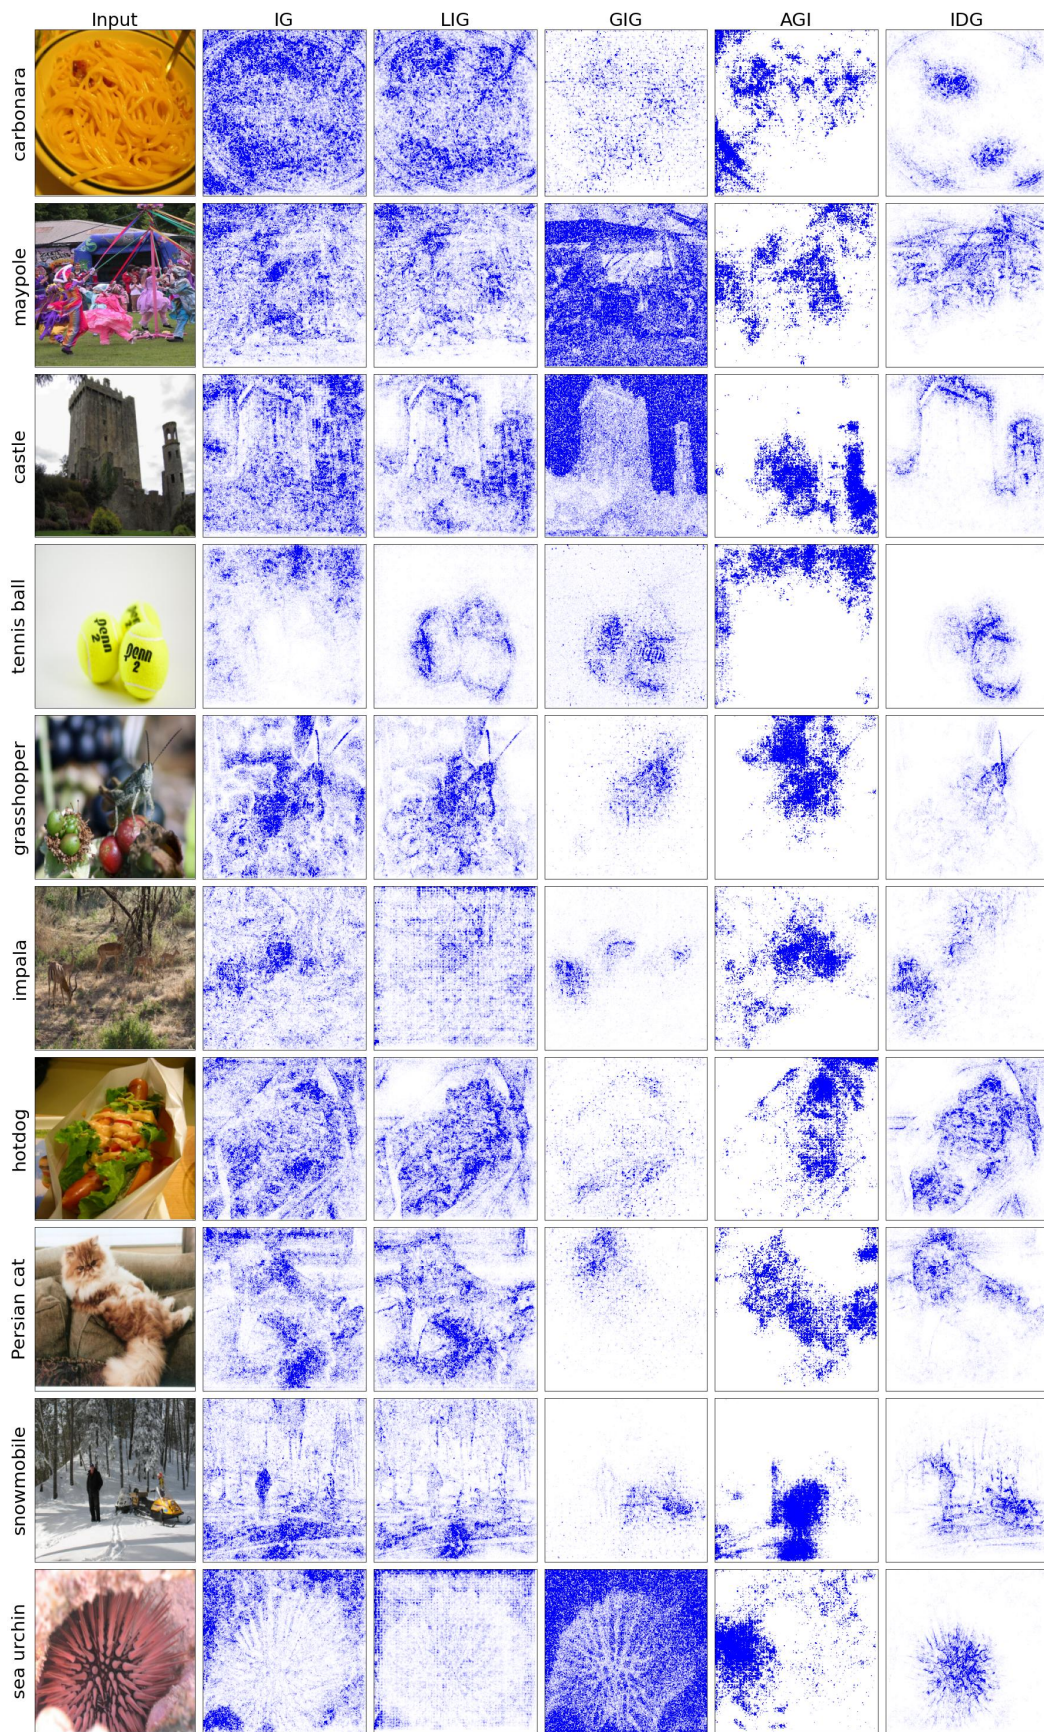 Input IG LIG GIG AGI IDG
carbonara
maypole
castle
tennis ball
penn
2
penn
2
grasshopper
impala
hotdog
Persian cat
snowmobile
sea urchin